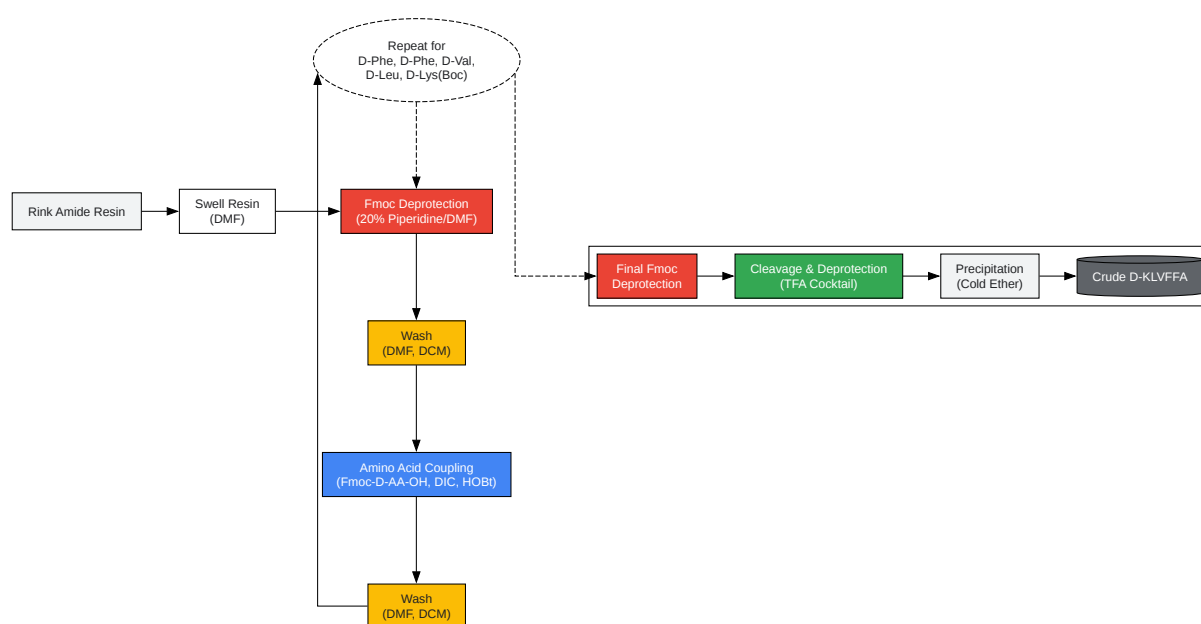 Repeat for
D-Phe, D-Phe, D-Val,
D-Leu, D-Lys(Boc)
Rink Amide Resin
Swell Resin
(DMF)
Fmoc Deprotection
(20% Piperidine/DMF)
Final Fmoc
Deprotection
Cleavage & Deprotection
(TFA Cocktail)
Precipitation
(Cold Ether)
Crude D-KLVFFA
Wash
(DMF, DCM)
Amino Acid Coupling
(Fmoc-D-AA-OH, DIC, HOBt)
Wash
(DMF, DCM)